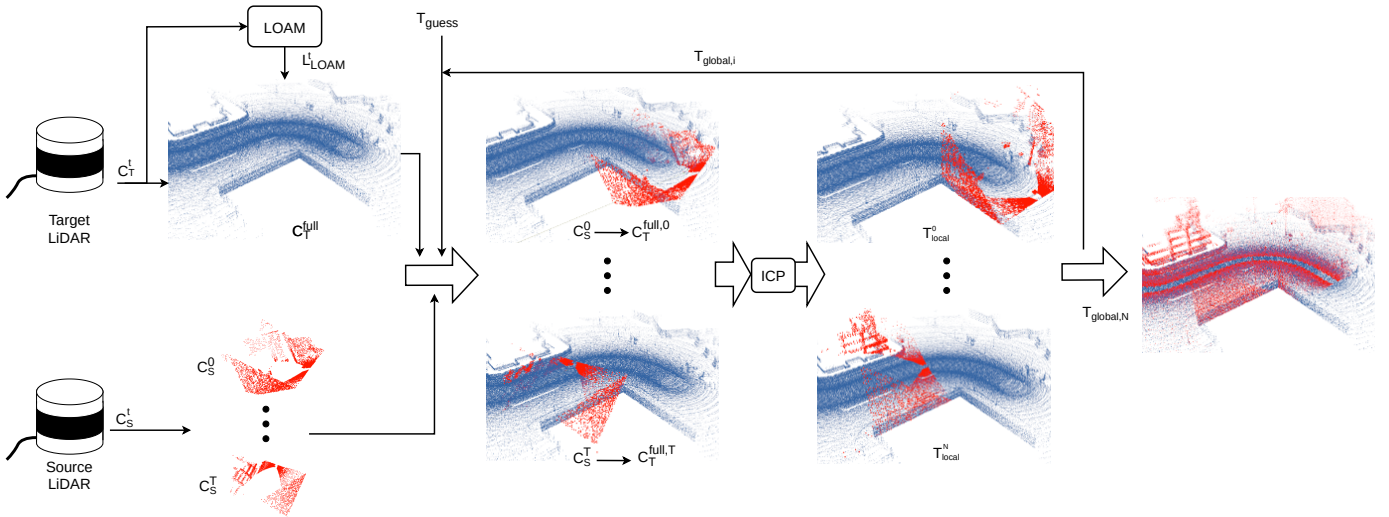 LOAM
T_guess
L^t_LOAM
T_global,i
C^t_T
Target
LiDAR
C^full_T
C^0_S → C^full,0_T
T^0_local
ICP
T_global,N
C^0_S
C^t_S
Source
LiDAR
C^T_S
C^T_S → C^full,T_T
T^N_local